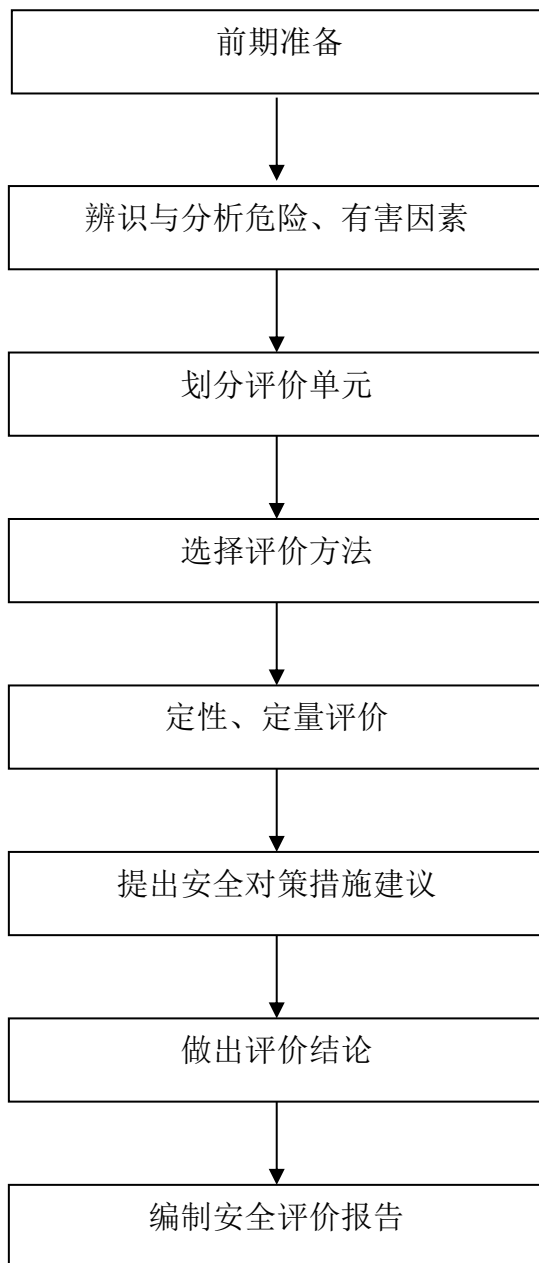 前期准备
辨识与分析危险、有害因素
划分评价单元
选择评价方法
定性、定量评价
提出安全对策措施建议
做出评价结论
编制安全评价报告